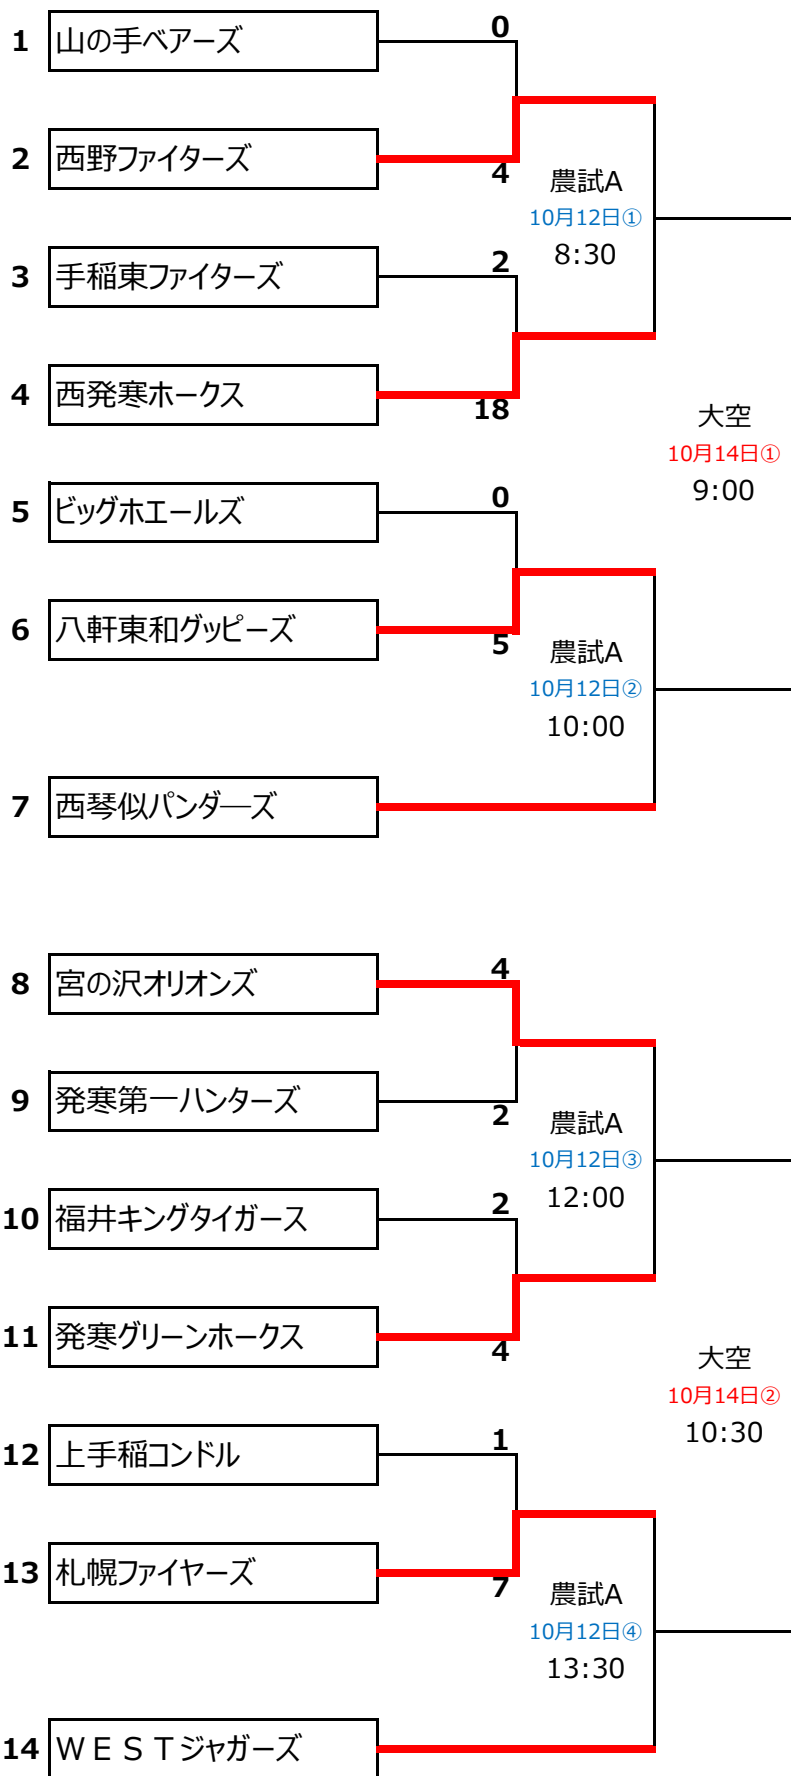 1 山の手ベアーズ 0
2 西野ファイターズ 4
農試A
10月12日①
8:30
3 手稲東ファイターズ 2
4 西発寒ホークス 18
大空
10月14日①
9:00
5 ビッグホエールズ 0
6 八軒東和グッピーズ 5
農試A
10月12日②
10:00
7 西琴似パンダーズ
8 宮の沢オリオンズ 4
9 発寒第一ハンターズ 2
農試A
10月12日③
12:00
10 福井キングタイガース 2
11 発寒グリーンホークス 4
大空
10月14日②
10:30
12 上手稲コンドル 1
13 札幌ファイヤーズ 7
農試A
10月12日④
13:30
14 ＷＥＳＴジャガーズ